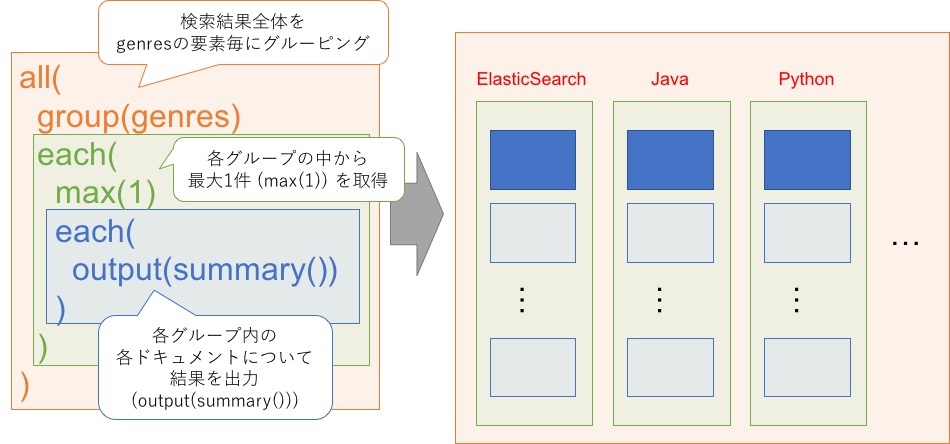 検索結果全体を
genresの要素毎にグルーピング
all(
group(genres)
each(
max(1)
各グループの中から
最大1件 (max(1)) を取得
each(
output(summary())
)
各グループ内の
各ドキュメントについて
結果を出力
(output(summary()))
)
)
ElasticSearch
Java
Python
…
⋮
⋮
⋮